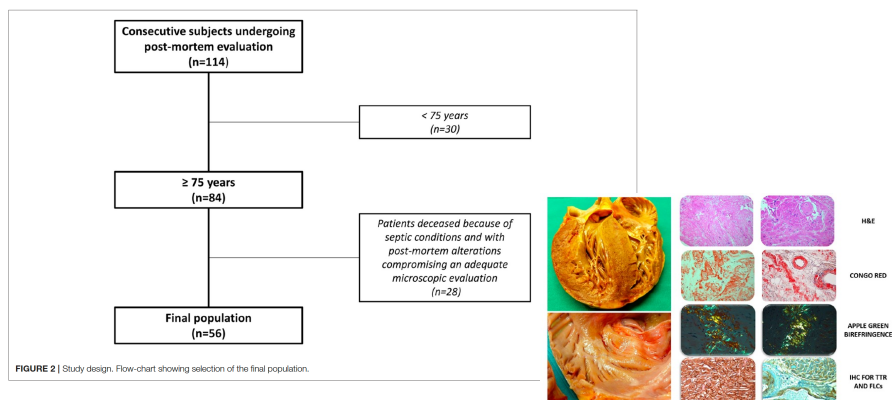 Consecutive subjects undergoing
post-mortem evaluation
(n=114)
< 75 years
(n=30)
≥ 75 years
(n=84)
Patients deceased because of
septic conditions and with
post-mortem alterations
compromising an adequate
microscopic evaluation
(n=28)
Final population
(n=56)
FIGURE 2 | Study design. Flow-chart showing selection of the final population.
H&E
CONGO RED
APPLE GREEN
BIREFRINGENCE
IHC FOR TTR
AND FLCs